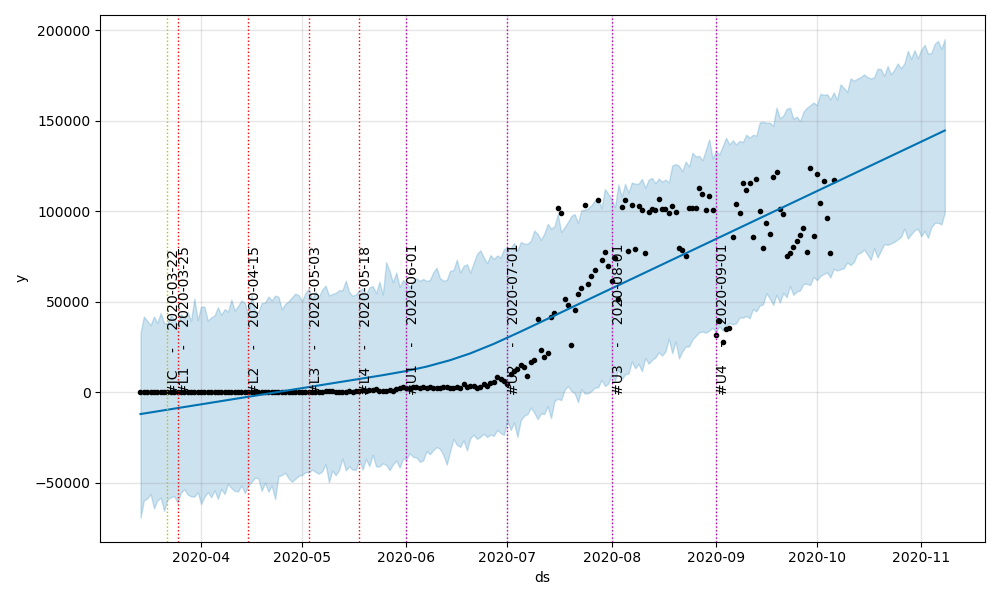 200000
150000
100000
50000
0
−50000
y
#JC - 2020-03-22
#L1 - 2020-03-25
#L2 - 2020-04-15
#L3 - 2020-05-03
#L4 - 2020-05-18
#U1 - 2020-06-01
#U2 - 2020-07-01
#U3 - 2020-08-01
#U4 - 2020-09-01
2020-04 2020-05 2020-06 2020-07 2020-08 2020-09 2020-10 2020-11
ds